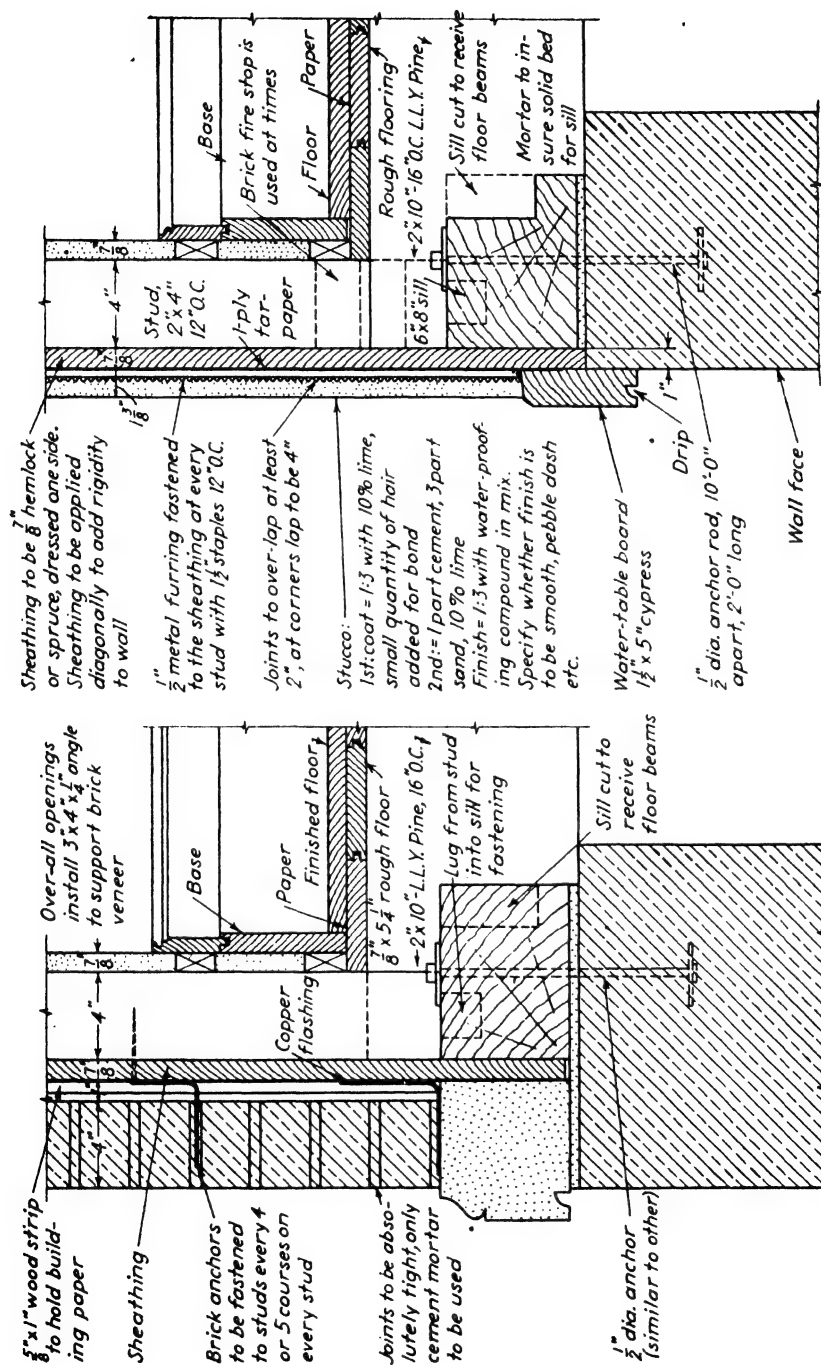 5/8" x 1" wood strip
to hold build-
ing paper
Sheathing
Brick anchors
to be fastened
to studs every 4
or 5 courses on
every stud
Joints to be abso-
lutely tight, only
cement mortar
to be used
1/2" dia. anchor
(similar to other)
4"
1"
7/8"
4"
7/8"
Over-all openings
install 3" x 4" x 1/4" angle
to support brick
veneer
Base
Copper
flashing
Paper
Finished floor
7/8" x 5 1/4" rough floor
2" x 10" - L.L.Y. Pine, 16" O.C.
Lug from stud
into sill for
fastening
Sill cut to
receive
floor beams
Sheathing to be 7/8" hemlock
or spruce, dressed one side.
Sheathing to be applied
diagonally to add rigidity
to wall
1/2" metal furring fastened
to the sheathing at every
stud with 1 1/2" staples 12" O.C.
Joints to over-lap at least
2", at corners lap to be 4"
Stucco:
1st: coat = 1:3 with 10% lime,
small quantity of hair
added for bond
2nd: = 1 part cement, 3 part
sand, 10% lime
Finish = 1:3 with water-proof-
ing compound in mix.
Specify whether finish is
to be smooth, pebble dash
etc.
Water-table board
1 1/2" x 5" cypress
1/2" dia. anchor rod, 10'-0"
apart, 2'-0" long
Wall face
Drip
1"
1 3/8"
7/8"
4"
7/8"
Stud,
2" x 4"
12" O.C.
1-ply
tar-
paper
Base
Brick fire stop is
used at times
Floor
Paper
Rough flooring
2" x 10" - 16" O.C. L.L.Y. Pine
6" x 8" sill
Sill cut to receive
floor beams
Mortar to in-
sure solid bed
for sill